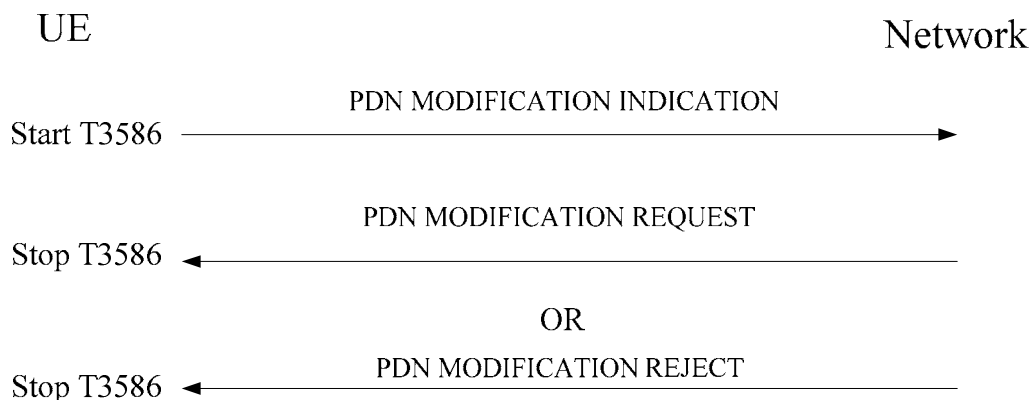 UE
Network
PDN MODIFICATION INDICATION
Start T3586
PDN MODIFICATION REQUEST
Stop T3586
OR
PDN MODIFICATION REJECT
Stop T3586